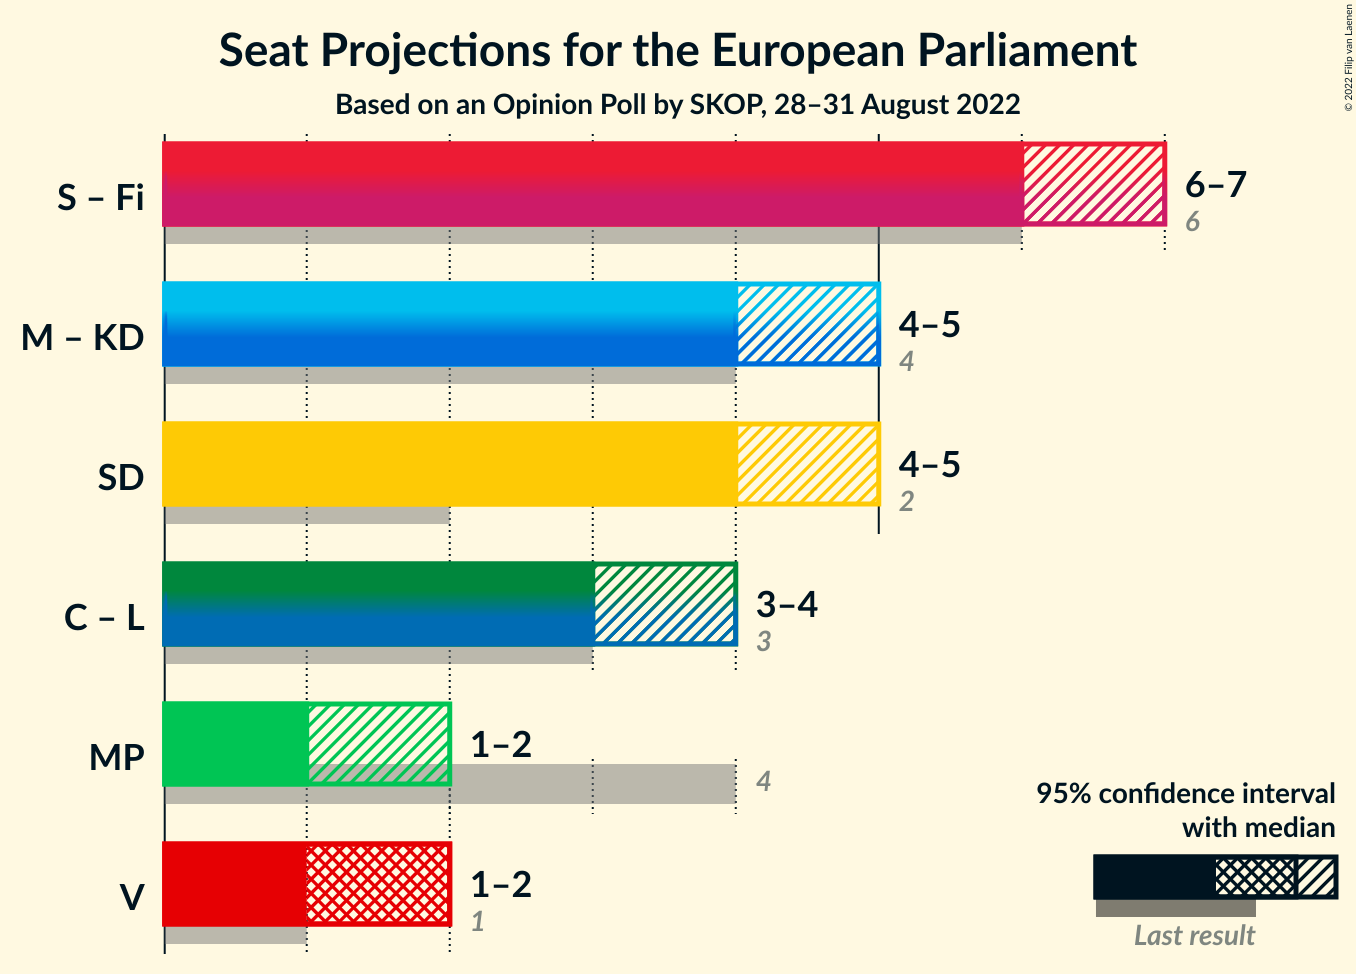 Seat Projections for the European Parliament
Based on an Opinion Poll by SKOP, 28–31 August 2022
© 2022 Filip van Laenen
S – Fi
6–7
6
M – KD
4–5
4
SD
4–5
2
C – L
3–4
3
MP
1–2
4
V
1–2
1
95% confidence interval
with median
Last result